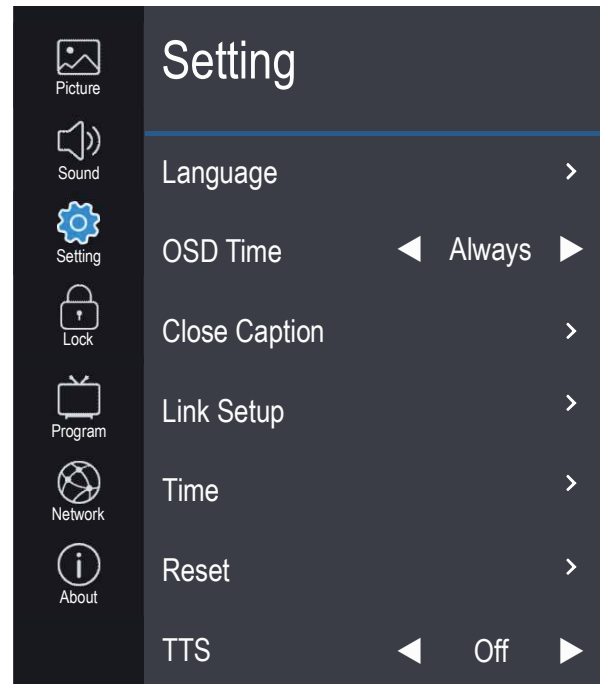 Picture
Sound
Setting
Lock
Program
Network
About
Setting
Language
OSD Time Always
Close Caption
Link Setup
Time
Reset
TTS Off